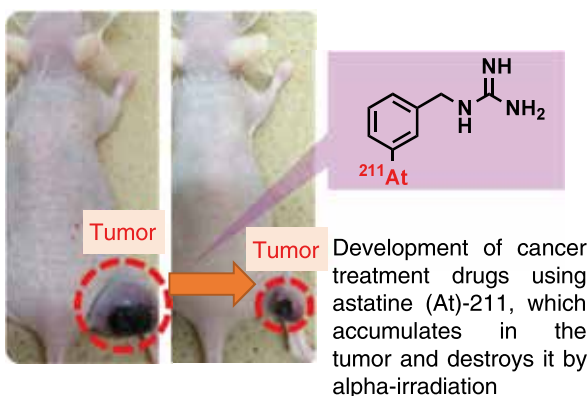 NH
N
H
NH₂
²¹¹At
Tumor
Tumor
Development of cancer
treatment drugs using
astatine (At)-211, which
accumulates in the
tumor and destroys it by
alpha-irradiation